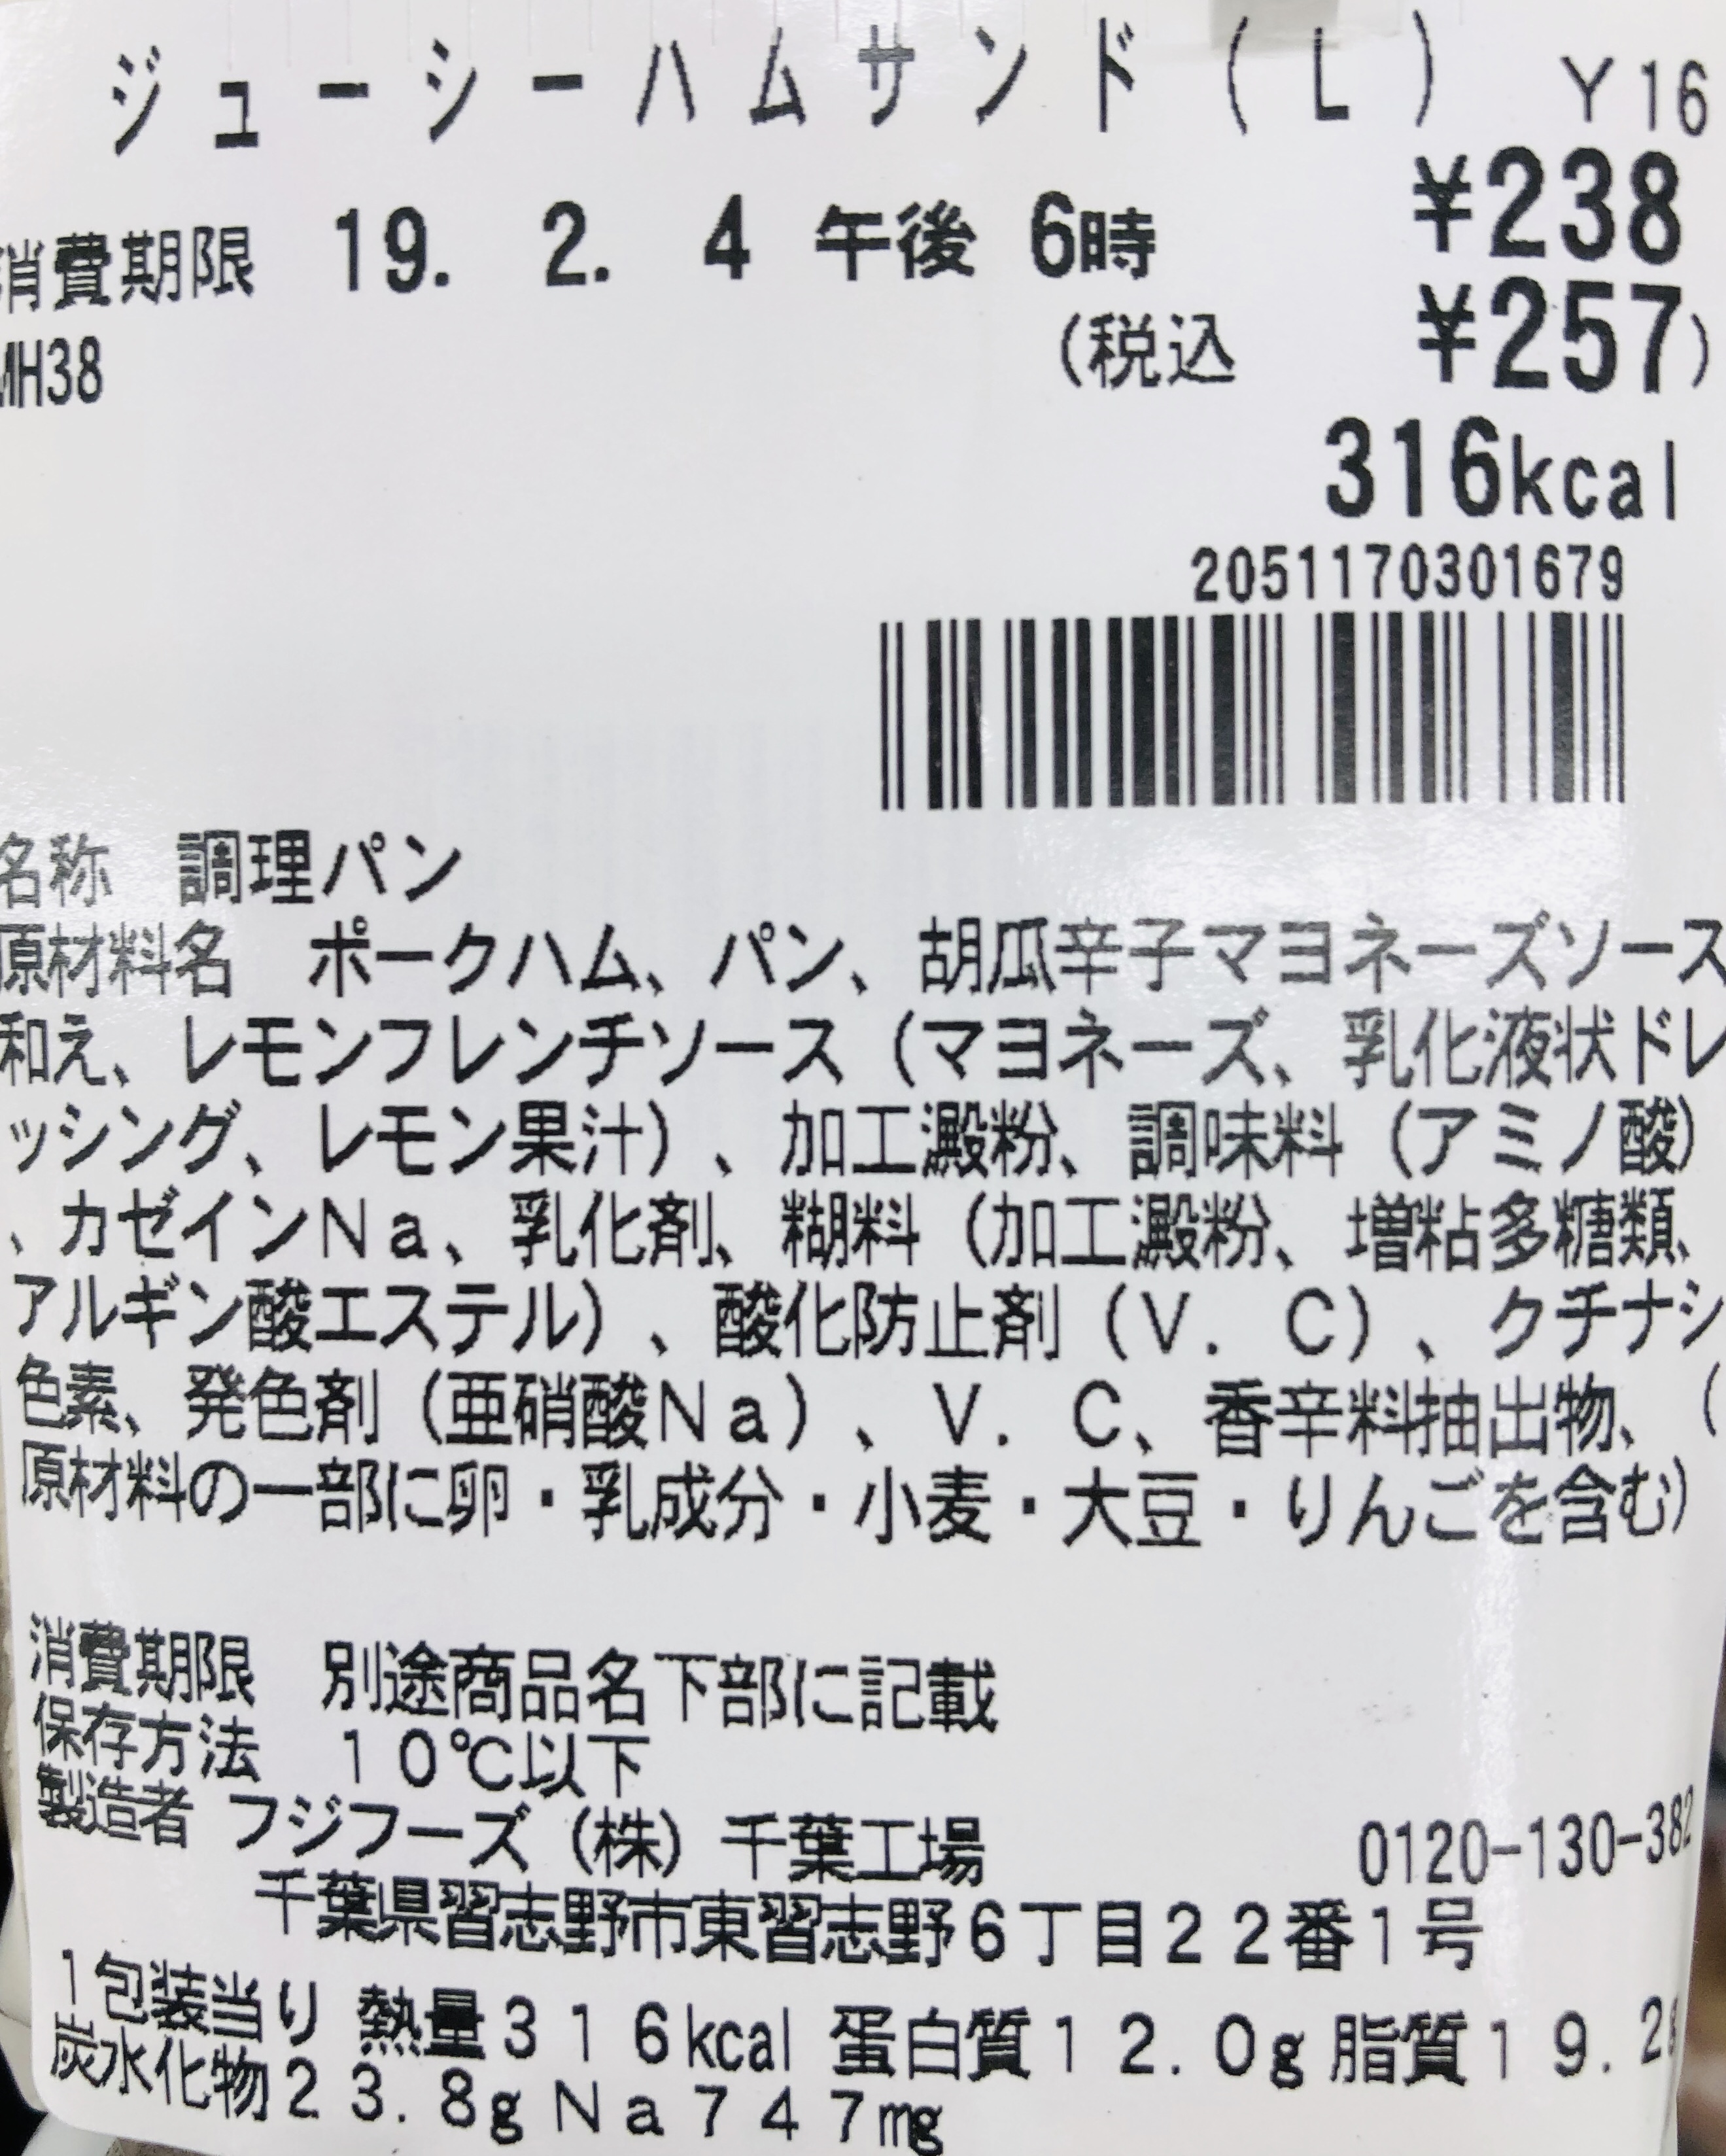 ジューシーハムサンド(L) Y16
¥238
消費期限 19. 2. 4 午後 6時
(税込 ¥257)
MH38
316kcal
2051170301679
名称 調理パン
原材料名 ポークハム、パン、胡瓜辛子マヨネーズソース
和え、レモンフレンチソース(マヨネーズ、乳化液状ドレ
ッシング、レモン果汁)、加工澱粉、調味料(アミノ酸)
、カゼインNa、乳化剤、糊料(加工澱粉、増粘多糖類、
アルギン酸エステル)、酸化防止剤(V.C)、クチナシ
色素、発色剤(亜硝酸Na)、V.C、香辛料抽出物、(
原材料の一部に卵・乳成分・小麦・大豆・りんごを含む)
消費期限 別途商品名下部に記載
保存方法 10℃以下
製造者 フジフーズ(株)千葉工場 0120-130-382
千葉県習志野市東習志野6丁目22番1号
1包装当り 熱量316kcal 蛋白質12.0g 脂質19.2g
炭水化物23.8g Na747mg